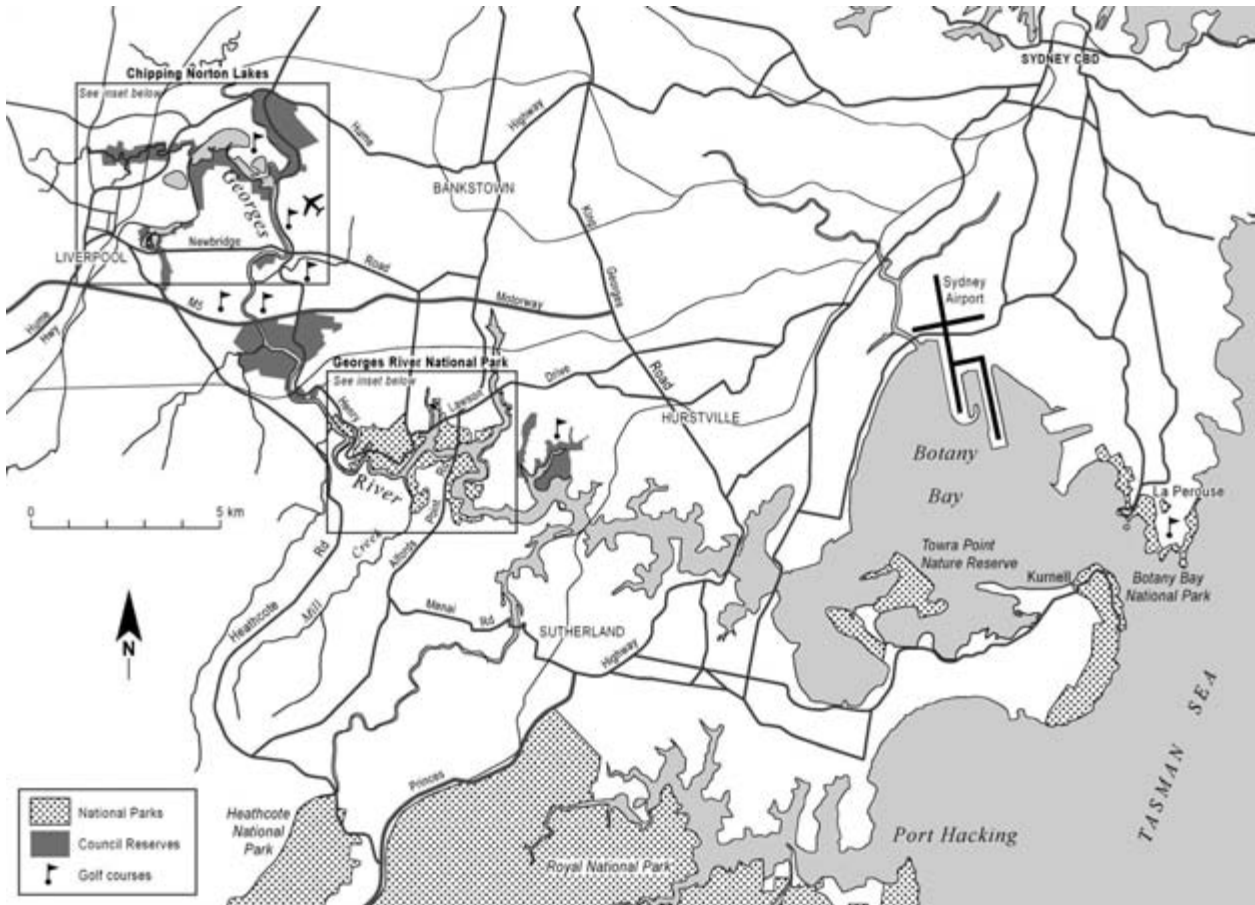 SYDNEY CBD
Chipping Norton Lakes
See inset below
Hume
Highway
BANKSTOWN
Georges
King
Georges
Road
Newbridge
Road
LIVERPOOL
M5
Motorway
Hume
Hwy
Sydney
Airport
Georges River National Park
See inset below
Henry
Lawson
Drive
HURSTVILLE
River
Botany
Bay
0
5 km
La Perouse
Creek
Mill
Alfords
Point
Rd
Towra Point
Nature Reserve
Kurnell
Botany Bay
National Park
Heathcote
Rd
N
Menai
Rd
SUTHERLAND
Highway
Princes
TASMAN SEA
National Parks
Council Reserves
Golf courses
Heathcote
National
Park
Royal National Park
Port Hacking